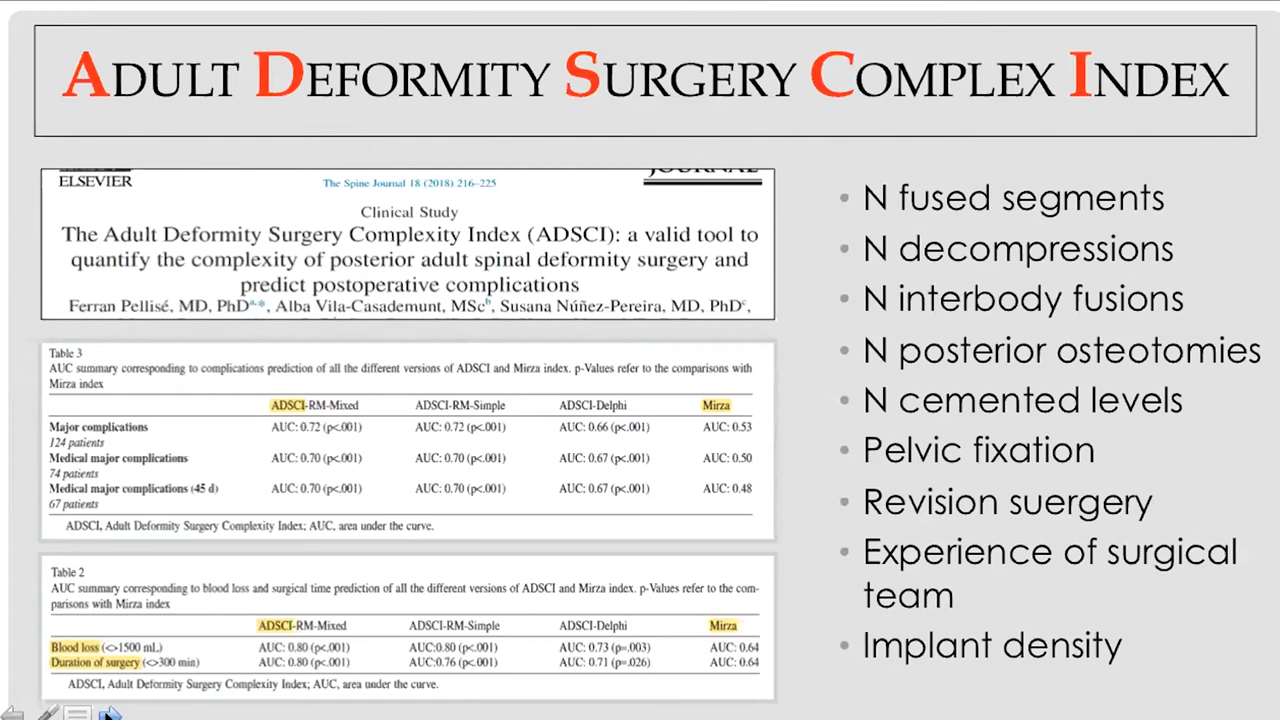 ADULT DEFORMITY SURGERY COMPLEX INDEX
ELSEVIER
The Spine Journal 18 (2018) 216–225
JOURNAL
Clinical Study
The Adult Deformity Surgery Complexity Index (ADSCI): a valid tool to
quantify the complexity of posterior adult spinal deformity surgery and
predict postoperative complications
Ferran Pellisé, MD, PhDa,*, Alba Vila-Casademunt, MScb, Susana Núñez-Pereira, MD, PhDc,
Table 3
AUC summary corresponding to complications prediction of all the different versions of ADSCI and Mirza index. p-Values refer to the comparisons with
Mirza index
ADSCI-RM-Mixed ADSCI-RM-Simple ADSCI-Delphi Mirza
Major complications AUC: 0.72 (p<.001) AUC: 0.72 (p<.001) AUC: 0.66 (p<.001) AUC: 0.53
124 patients
Medical major complications AUC: 0.70 (p<.001) AUC: 0.70 (p<.001) AUC: 0.67 (p<.001) AUC: 0.50
74 patients
Medical major complications (45 d) AUC: 0.70 (p<.001) AUC: 0.70 (p<.001) AUC: 0.67 (p<.001) AUC: 0.48
67 patients
ADSCI, Adult Deformity Surgery Complexity Index; AUC, area under the curve.
Table 2
AUC summary corresponding to blood loss and surgical time prediction of all the different versions of ADSCI and Mirza index. p-Values refer to the com-
parisons with Mirza index
ADSCI-RM-Mixed ADSCI-RM-Simple ADSCI-Delphi Mirza
Blood loss (<>1500 mL) AUC: 0.80 (p<.001) AUC:0.80 (p<.001) AUC: 0.73 (p=.003) AUC: 0.64
Duration of surgery (<>300 min) AUC: 0.80 (p<.001) AUC:0.76 (p<.001) AUC: 0.71 (p=.026) AUC: 0.64
ADSCI, Adult Deformity Surgery Complexity Index; AUC, area under the curve.
• N fused segments
• N decompressions
• N interbody fusions
• N posterior osteotomies
• N cemented levels
• Pelvic fixation
• Revision suergery
• Experience of surgical
team
• Implant density